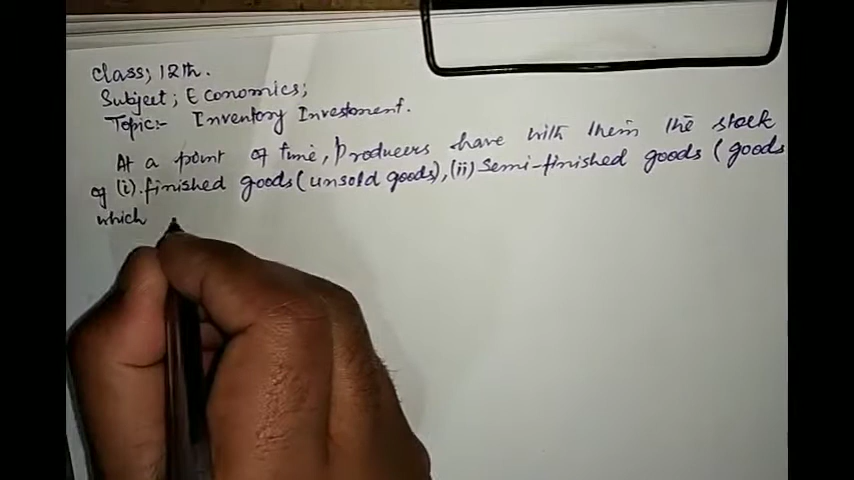 Class; 12th.
Subject; Economics;
Topic:- Inventory Investment.
At a point of time, Producers have with them the stock
of (i). finished goods (unsold goods), (ii) Semi-finished goods (goods
which